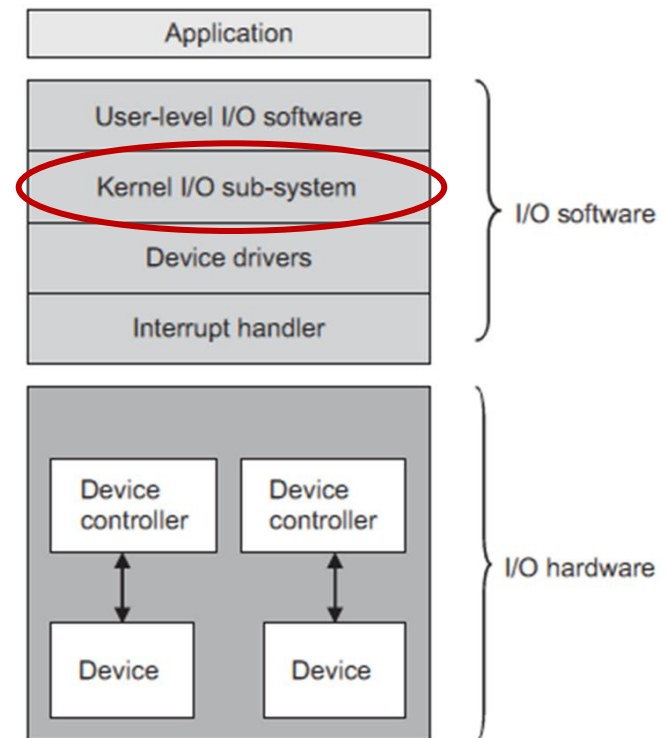 Application
User-level I/O software
Kernel I/O sub-system
Device drivers
Interrupt handler
I/O software
Device
controller
Device
controller
Device
Device
I/O hardware